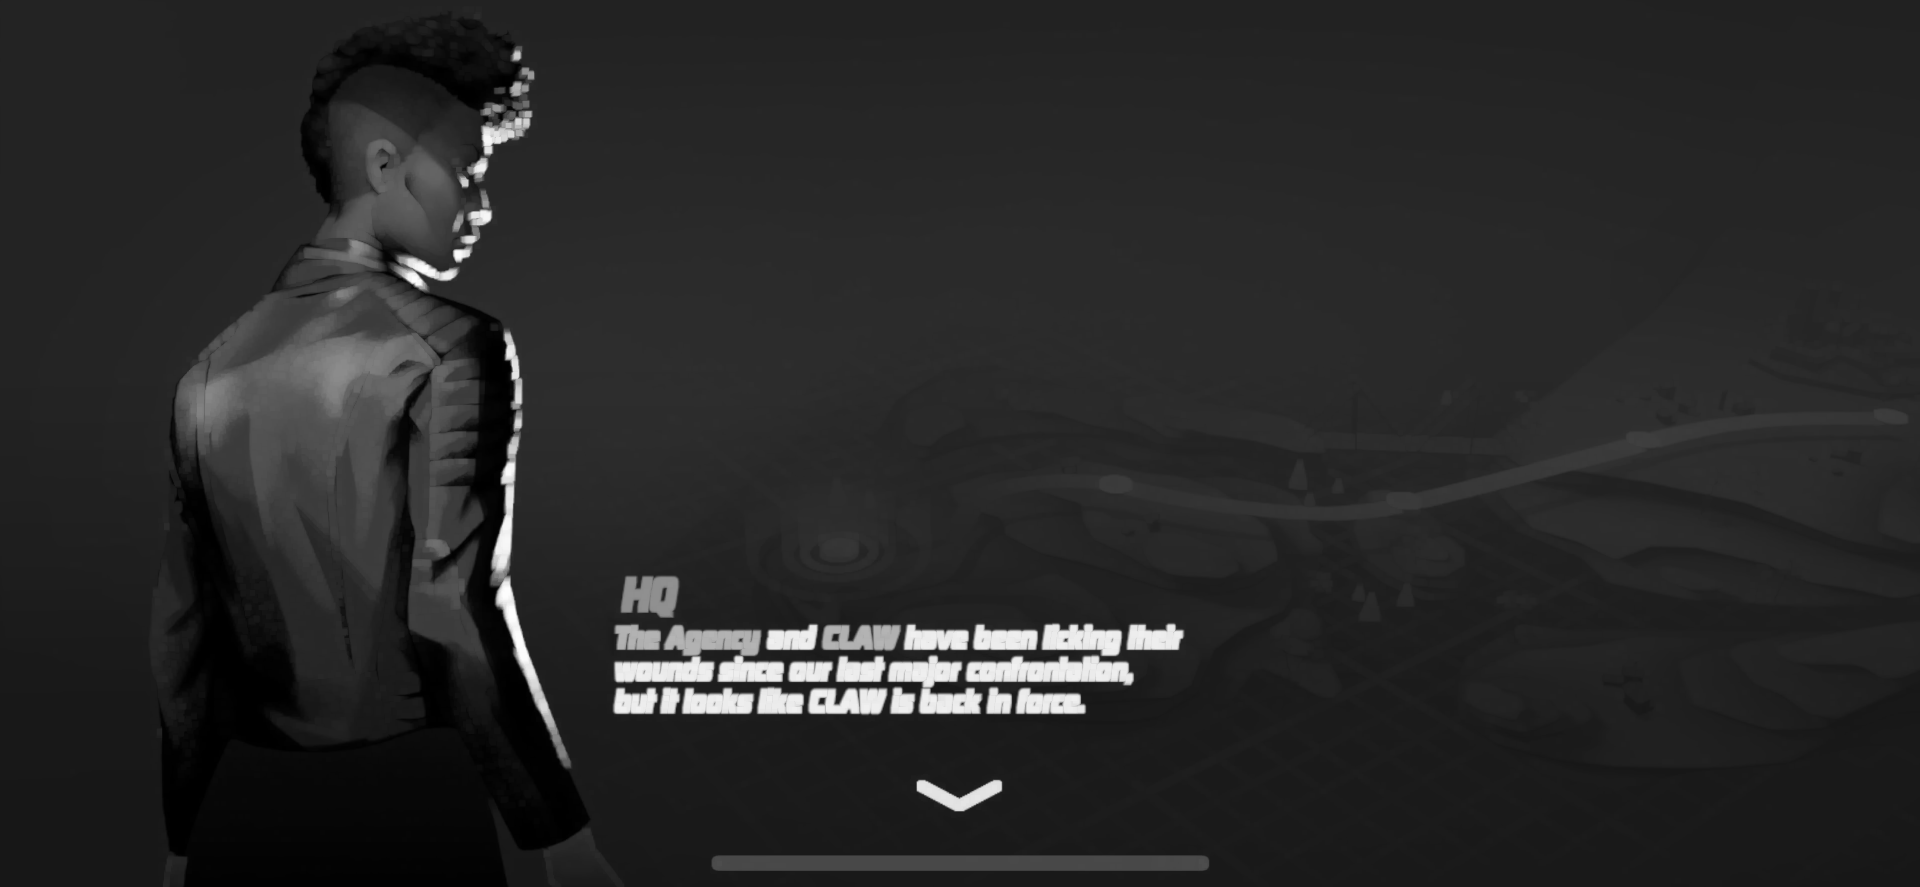 HQ
The Agency and CLAW have been licking their
wounds since our last major confrontation,
but it looks like CLAW is back in force.